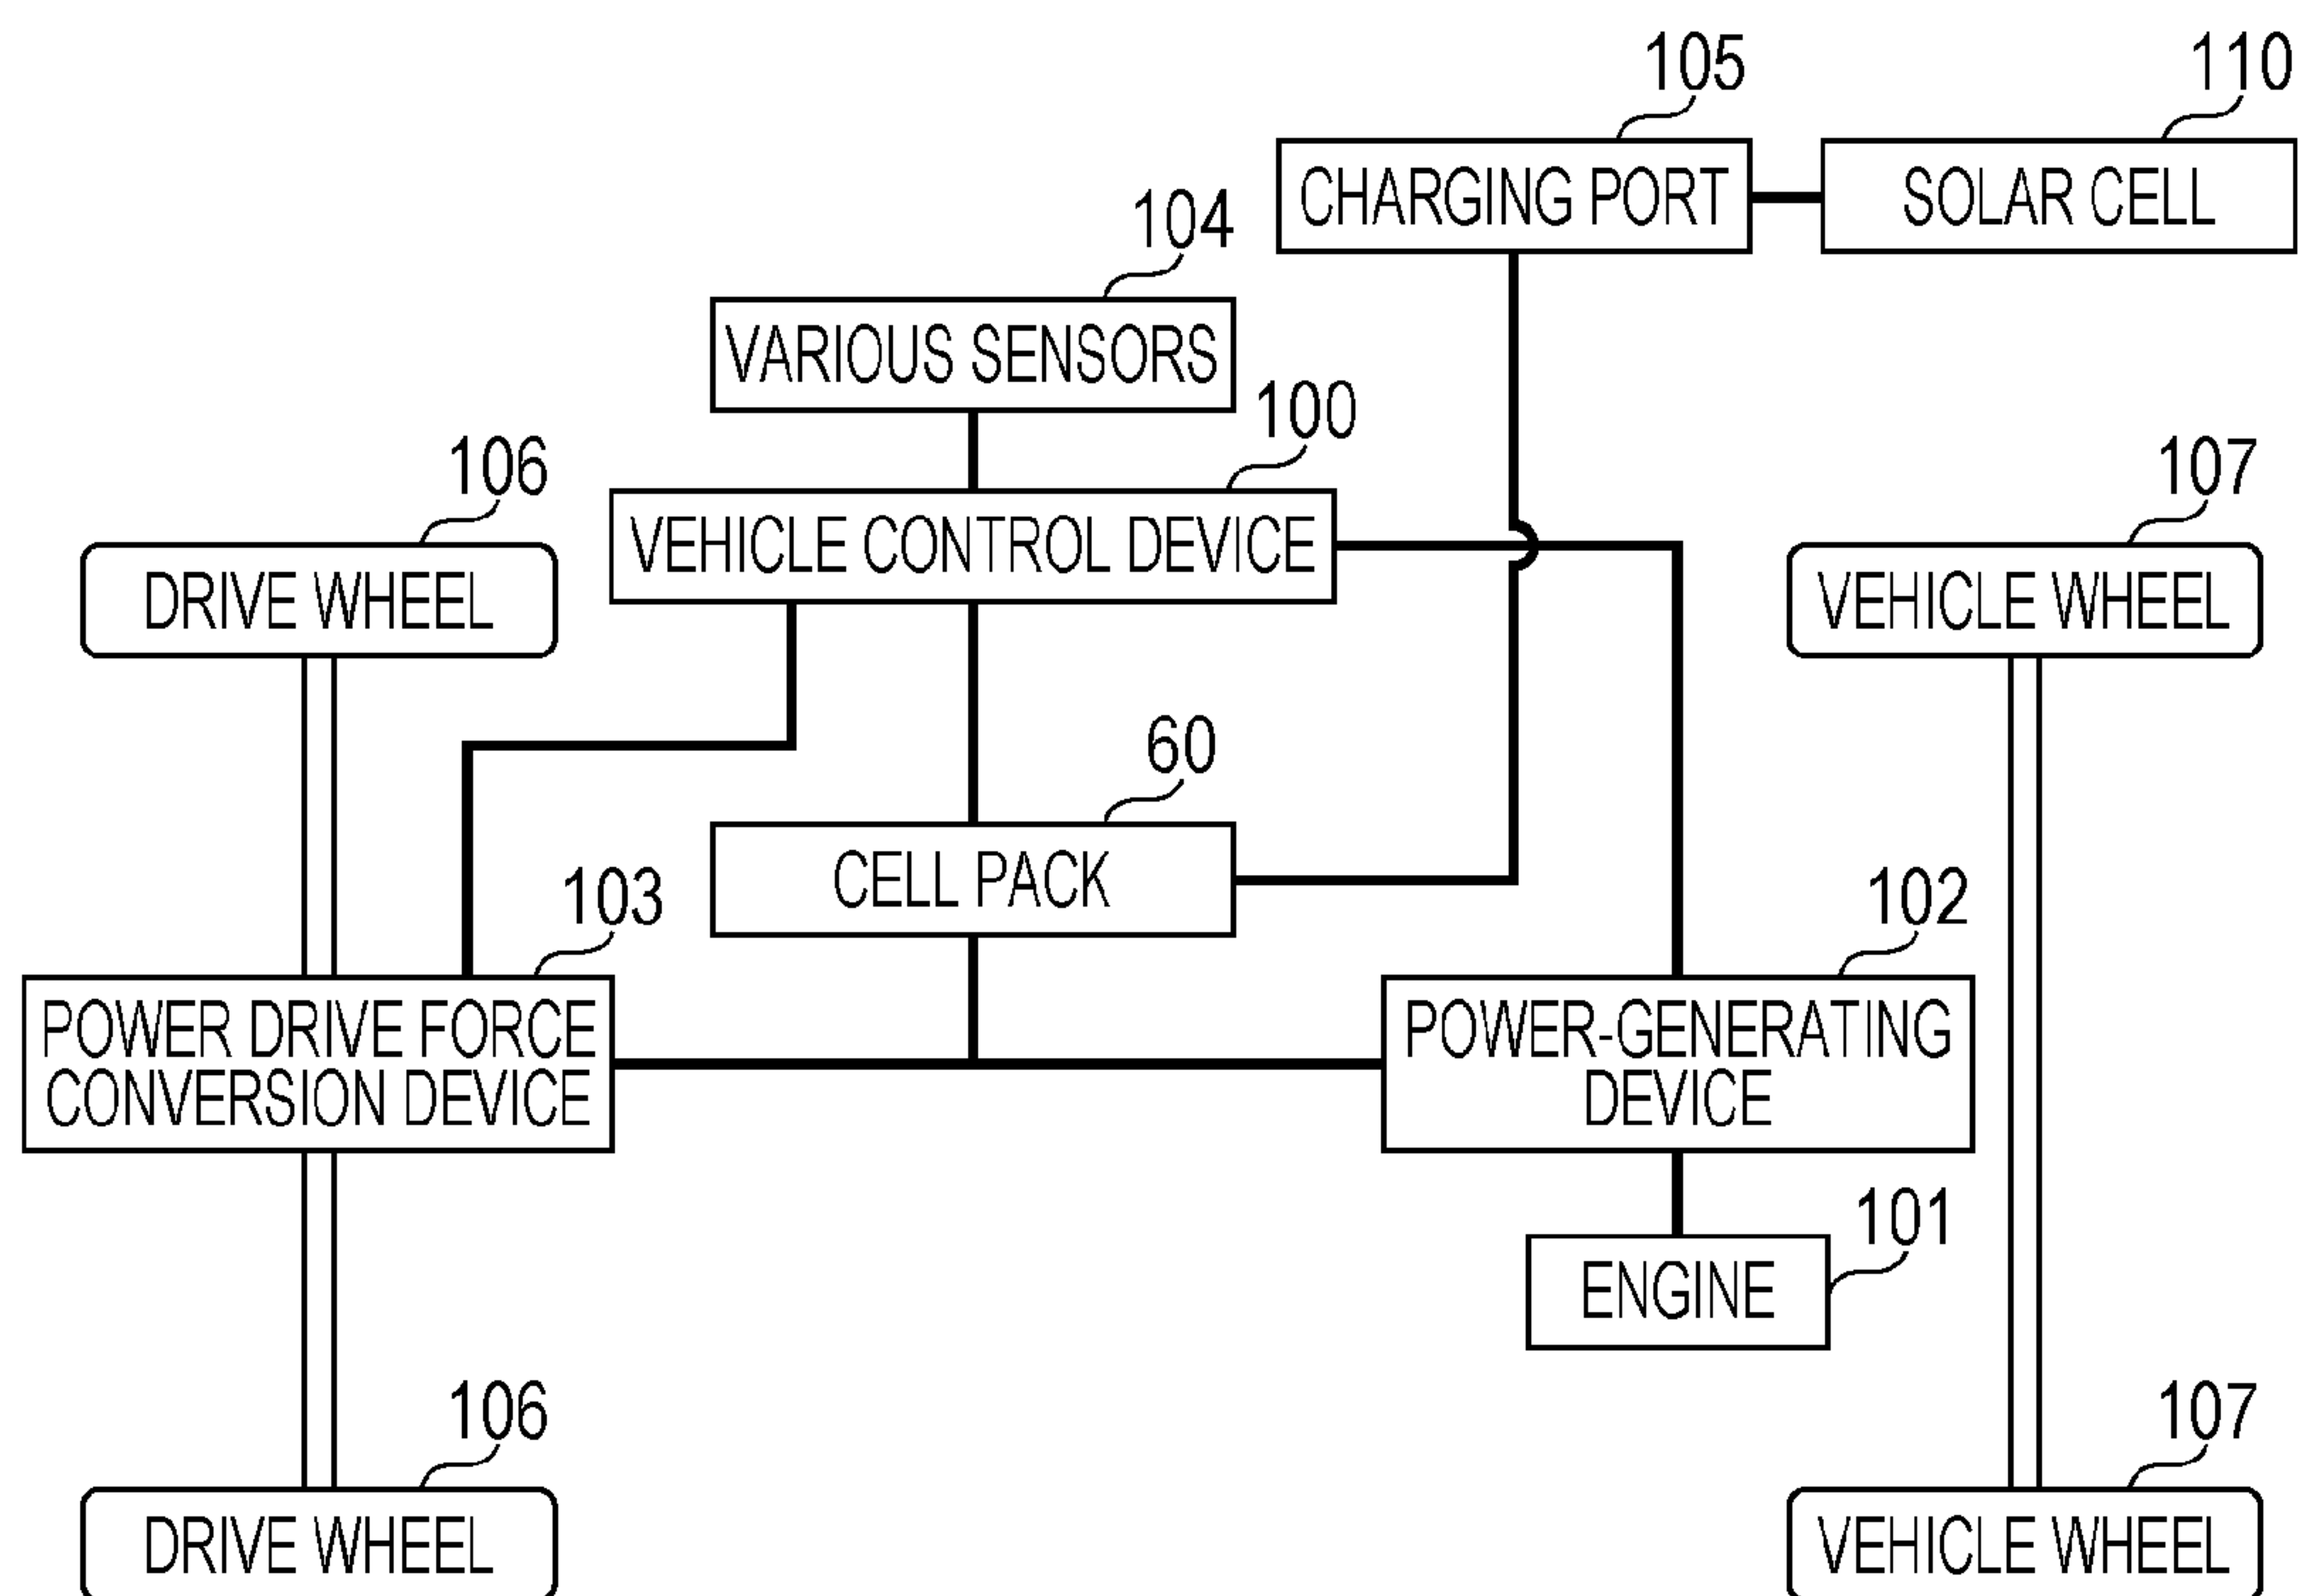 105
110
CHARGING PORT
SOLAR CELL
104
VARIOUS SENSORS
100
106
107
VEHICLE CONTROL DEVICE
DRIVE WHEEL
VEHICLE WHEEL
60
CELL PACK
103
102
POWER DRIVE FORCE
CONVERSION DEVICE
POWER-GENERATING
DEVICE
101
ENGINE
106
107
DRIVE WHEEL
VEHICLE WHEEL